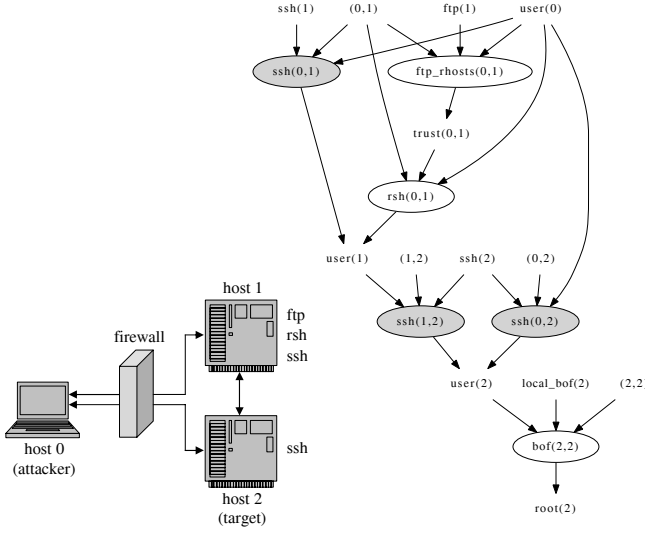 ssh(1) (0,1) ftp(1) user(0)
ssh(0,1) ftp_rhosts(0,1)
trust(0,1)
rsh(0,1)
user(1) (1,2) ssh(2) (0,2)
ssh(1,2) ssh(0,2)
user(2) local_bof(2) (2,2)
bof(2,2)
root(2)
host 1
ftp
rsh
ssh
firewall
host 0
(attacker)
ssh
host 2
(target)